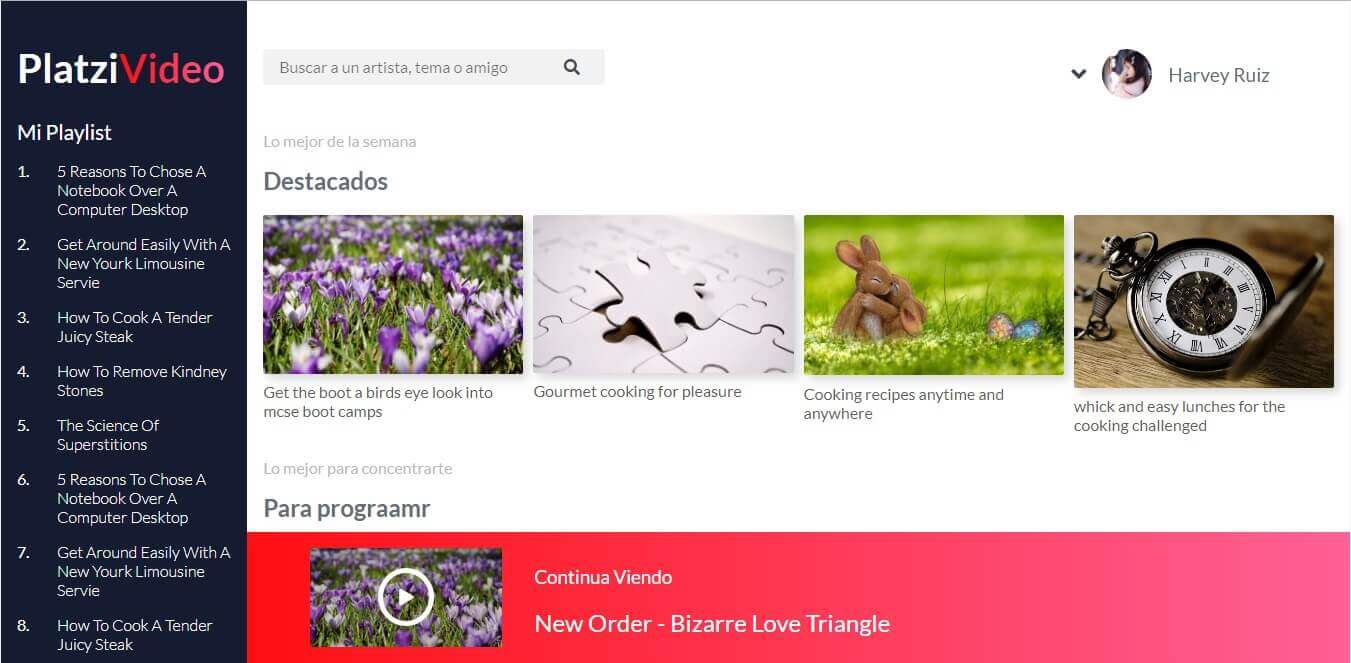 PlatziVideo
Mi Playlist
1. 5 Reasons To Chose A
Notebook Over A
Computer Desktop
2. Get Around Easily With A
New Yourk Limousine
Servie
3. How To Cook A Tender
Juicy Steak
4. How To Remove Kindney
Stones
5. The Science Of
Superstitions
6. 5 Reasons To Chose A
Notebook Over A
Computer Desktop
7. Get Around Easily With A
New Yourk Limousine
Servie
8. How To Cook A Tender
Juicy Steak
Buscar a un artista, tema o amigo
Harvey Ruiz
Lo mejor de la semana
Destacados
Get the boot a birds eye look into
mcse boot camps
Gourmet cooking for pleasure
Cooking recipes anytime and
anywhere
whick and easy lunches for the
cooking challenged
Lo mejor para concentrarte
Para prograamr
Continua Viendo
New Order - Bizarre Love Triangle